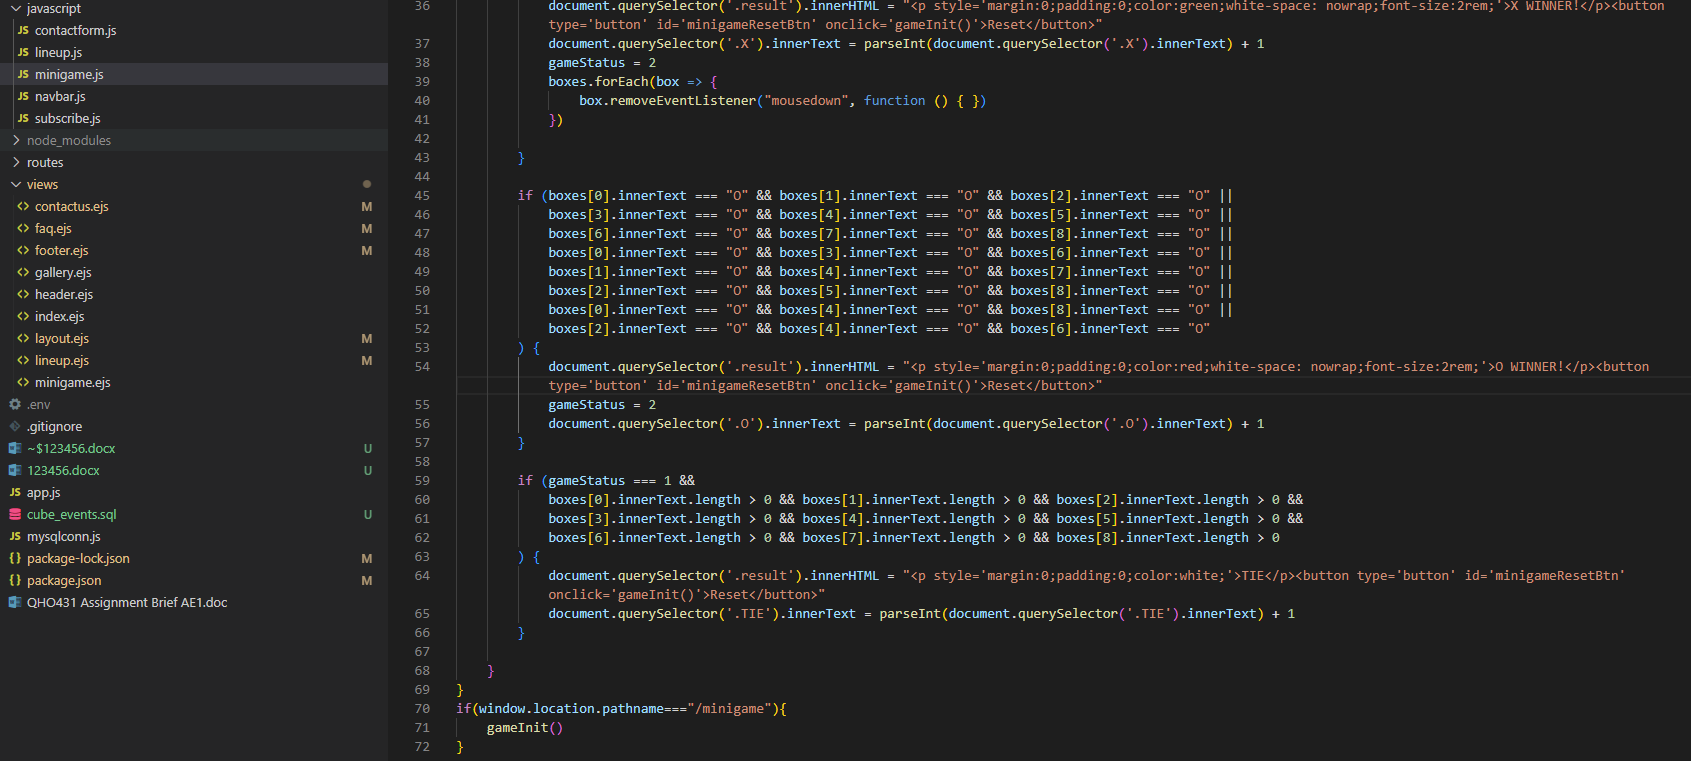 javascript
JS contactform.js
JS lineup.js
JS minigame.js
JS navbar.js
JS subscribe.js
node_modules
routes
views
<> contactus.ejs M
<> faq.ejs M
<> footer.ejs M
<> gallery.ejs
<> header.ejs
<> index.ejs
<> layout.ejs M
<> lineup.ejs M
<> minigame.ejs
.env
.gitignore
~$123456.docx U
123456.docx U
JS app.js
cube_events.sql U
JS mysqlconn.js
{} package-lock.json M
{} package.json M
QHO431 Assignment Brief AE1.doc
36 document.querySelector('.result').innerHTML = "<p style='margin:0;padding:0;color:green;white-space: nowrap;font-size:2rem;'>X WINNER!</p><button
type='button' id='minigameResetBtn' onclick='gameInit()'>Reset</button>"
37 document.querySelector('.X').innerText = parseInt(document.querySelector('.X').innerText) + 1
38 gameStatus = 2
39 boxes.forEach(box => {
40 box.removeEventListener("mousedown", function () { })
41 })
42
43 }
44
45 if (boxes[0].innerText === "O" && boxes[1].innerText === "O" && boxes[2].innerText === "O" ||
46 boxes[3].innerText === "O" && boxes[4].innerText === "O" && boxes[5].innerText === "O" ||
47 boxes[6].innerText === "O" && boxes[7].innerText === "O" && boxes[8].innerText === "O" ||
48 boxes[0].innerText === "O" && boxes[3].innerText === "O" && boxes[6].innerText === "O" ||
49 boxes[1].innerText === "O" && boxes[4].innerText === "O" && boxes[7].innerText === "O" ||
50 boxes[2].innerText === "O" && boxes[5].innerText === "O" && boxes[8].innerText === "O" ||
51 boxes[0].innerText === "O" && boxes[4].innerText === "O" && boxes[8].innerText === "O" ||
52 boxes[2].innerText === "O" && boxes[4].innerText === "O" && boxes[6].innerText === "O"
53 ) {
54 document.querySelector('.result').innerHTML = "<p style='margin:0;padding:0;color:red;white-space: nowrap;font-size:2rem;'>O WINNER!</p><button
type='button' id='minigameResetBtn' onclick='gameInit()'>Reset</button>"
55 gameStatus = 2
56 document.querySelector('.O').innerText = parseInt(document.querySelector('.O').innerText) + 1
57 }
58
59 if (gameStatus === 1 &&
60 boxes[0].innerText.length > 0 && boxes[1].innerText.length > 0 && boxes[2].innerText.length > 0 &&
61 boxes[3].innerText.length > 0 && boxes[4].innerText.length > 0 && boxes[5].innerText.length > 0 &&
62 boxes[6].innerText.length > 0 && boxes[7].innerText.length > 0 && boxes[8].innerText.length > 0
63 ) {
64 document.querySelector('.result').innerHTML = "<p style='margin:0;padding:0;color:white;'>TIE</p><button type='button' id='minigameResetBtn'
onclick='gameInit()'>Reset</button>"
65 document.querySelector('.TIE').innerText = parseInt(document.querySelector('.TIE').innerText) + 1
66 }
67
68 }
69 }
70 if(window.location.pathname==="/minigame"){
71 gameInit()
72 }